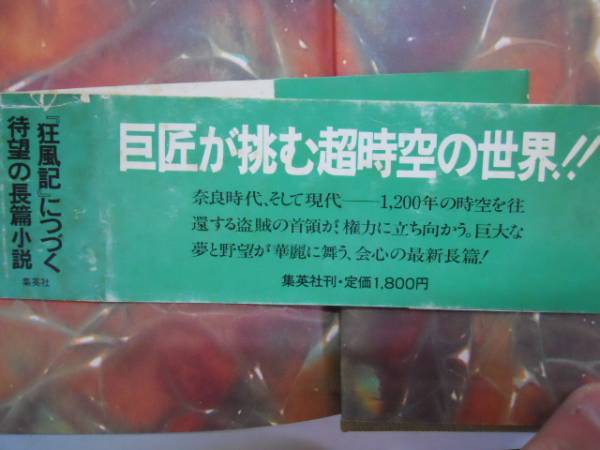 『狂風記』につづく
待望の長篇小説
集英社
巨匠が挑む超時空の世界!!
奈良時代、そして現代――1,200年の時空を往
還する盗賊の首領が、権力に立ち向かう。巨大な
夢と野望が華麗に舞う、会心の最新長篇!
集英社刊・定価1,800円